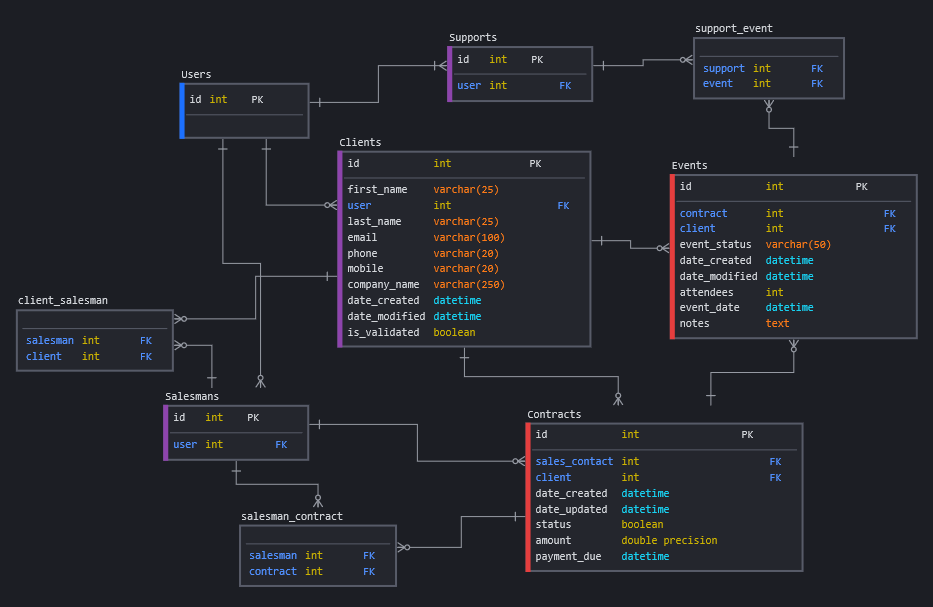 support_event
support int FK
event int FK
Supports
id int PK
user int FK
Users
id int PK
Clients
id int PK
first_name varchar(25)
user int FK
last_name varchar(25)
email varchar(100)
phone varchar(20)
mobile varchar(20)
company_name varchar(250)
date_created datetime
date_modified datetime
is_validated boolean
Events
id int PK
contract int FK
client int FK
event_status varchar(50)
date_created datetime
date_modified datetime
attendees int
event_date datetime
notes text
client_salesman
salesman int FK
client int FK
Salesmans
id int PK
user int FK
Contracts
id int PK
sales_contact int FK
client int FK
date_created datetime
date_updated datetime
status boolean
amount double precision
payment_due datetime
salesman_contract
salesman int FK
contract int FK